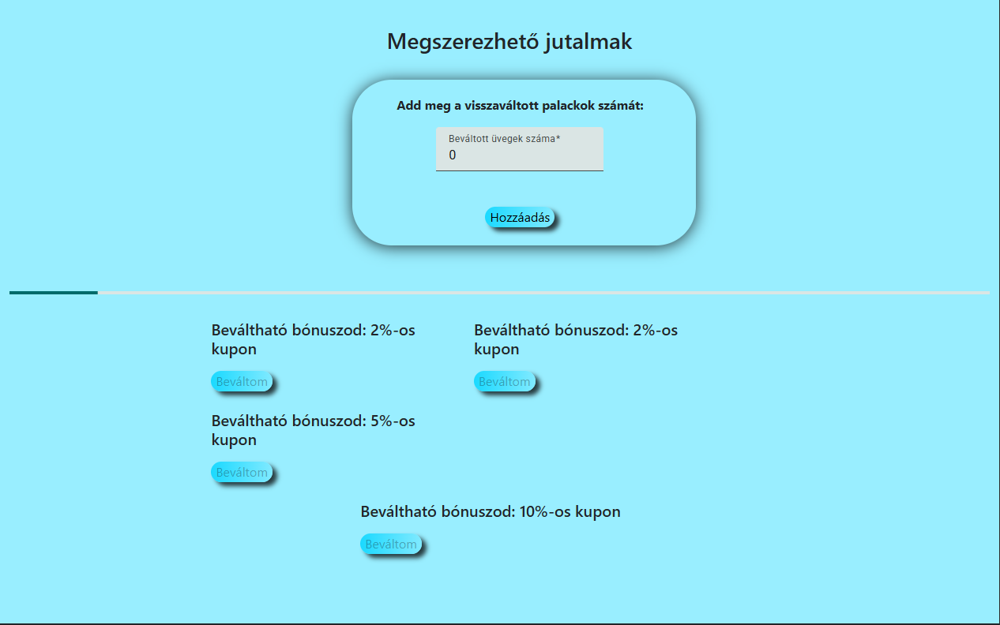 Megszerezhető jutalmak
Add meg a visszaváltott palackok számát:
Beváltott üvegek száma*
0
Hozzáadás
Beváltható bónuszod: 2%-os
kupon
Beváltom
Beváltható bónuszod: 2%-os
kupon
Beváltom
Beváltható bónuszod: 5%-os
kupon
Beváltom
Beváltható bónuszod: 10%-os kupon
Beváltom